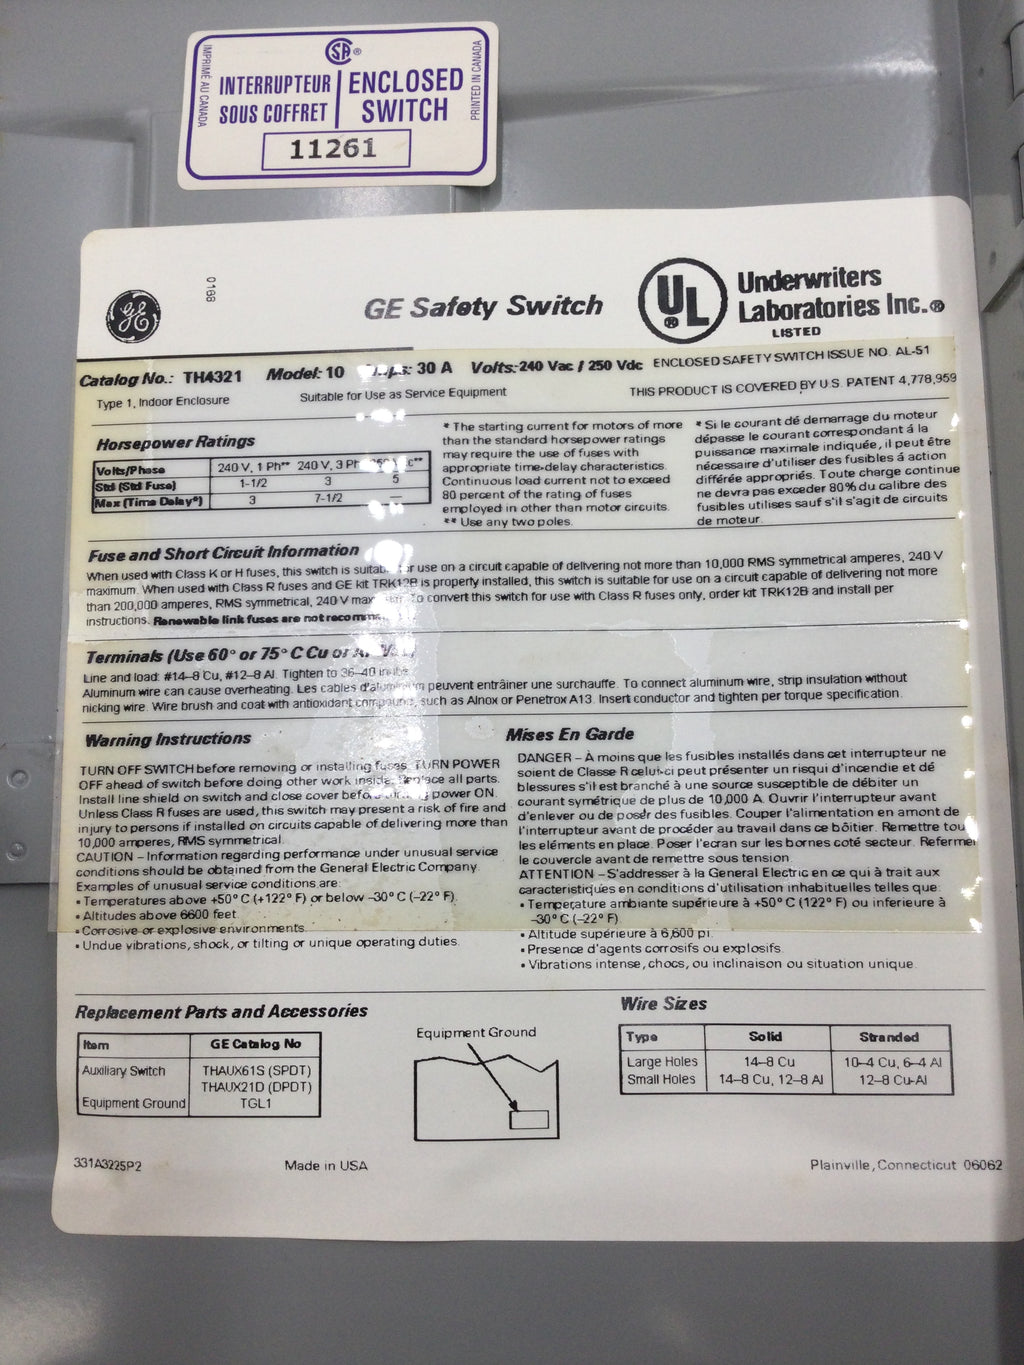 IMPRIMÉ AU CANADA
SA®
INTERRUPTEUR SOUS COFFRET
ENCLOSED SWITCH
PRINTED IN CANADA
11261
0168
GE
GE Safety Switch
UL ®
Underwriters
Laboratories Inc.®
LISTED
Catalog No.: TH4321 Model: 10 30 A Volts: 240 Vac / 250 Vdc ENCLOSED SAFETY SWITCH ISSUE NO. AL-51
Type 1, Indoor Enclosure Suitable for Use as Service Equipment THIS PRODUCT IS COVERED BY U.S. PATENT 4,778,959
Horsepower Ratings
Volts/Phase 240 V, 1 Ph** 240 V, 3 Ph
Std (Std Fuse) 1-1/2 3 5
Max (Time Delay*) 3 7-1/2 —
* The starting current for motors of more
than the standard horsepower ratings
may require the use of fuses with
appropriate time-delay characteristics.
Continuous load current not to exceed
80 percent of the rating of fuses
employed in other than motor circuits.
** Use any two poles.
* Si le courant dé demarrage du moteur
dépasse le courant correspondant á la
puissance maximale indiquée, il peut être
nécessaire d'utiliser des fusibles á action
différée appropriés. Toute charge continue
ne devra pas exceder 80% du calibre des
fusibles utilises sauf s'il s'agit de circuits
de moteur.
Fuse and Short Circuit Information
When used with Class K or H fuses, this switch is use on a circuit capable of delivering not more than 10,000 RMS symmetrical amperes, 240 V
maximum. When used with Class R fuses and GE kit TRK12B is properly installed, this switch is suitable for use on a circuit capable of delivering not more
than 200,000 amperes, RMS symmetrical, 240 V To convert this switch for use with Class R fuses only, order kit TRK12B and install per
instructions. Renewable link fuses are not
Terminals (Use 60° or 75° C Cu or
Line and load: #14–8 Cu, #12–8 Al. Tighten to 36–40
Aluminum wire can cause overheating. Les cables peuvent entrâiner une surchauffe. To connect aluminum wire, strip insulation without
nicking wire. Wire brush and coat with antioxidant such as Alnox or Penetrox A13. Insert conductor and tighten per torque specification.
Warning Instructions
TURN OFF SWITCH before removing or installing fuses. TURN POWER
OFF ahead of switch before doing other work inside. Replace all parts.
Install line shield on switch and close cover before power ON.
Unless Class R fuses are used, this switch may present a risk of fire and
injury to persons if installed on circuits capable of delivering more than
10,000 amperes, RMS symmetrical.
CAUTION – Information regarding performance under unusual service
conditions should be obtained from the General Electric Company.
Examples of unusual service conditions are:
• Temperatures above +50° C (+122° F) or below –30° C (–22° F).
• Altitudes above 6600 feet.
• Corrosive or explosive environments.
• Undue vibrations, shock, or tilting or unique operating duties.
Mises En Garde
DANGER – À moins que les fusibles installés dans cet interrupteur ne
soient de Classe R celui-ci peut présenter un risqui d'incendie et dé
blessures s'il est branché à une source susceptible de débiter un
courant symétrique de plus de 10,000 A. Ouvrir l'interrupteur avant
d'enlever ou de posér des fusibles. Couper l'alimentation en amont de
l'interrupteur avant de procéder au travail dans ce bôitier. Remettre tou
les eléments en place. Poser l'ecran sur les bornes coté secteur. Refermer
le couvercle avant de remettre sous tension.
ATTENTION – S'addresser à la General Electric en ce qui à trait aux
caracteristiques en conditions d'utilisation inhabituelles telles que:
• Temperature ambiante supérieure à +50° C (122° F) ou inferieure à
–30° C (–22° F)
• Altitude supérieure à 6,600 pi.
• Presence d'agents corrosifs ou explosifs.
• Vibrations intense, chocs, ou inclinaison ou situation unique.
Replacement Parts and Accessories
Item GE Catalog No
Auxiliary Switch THAUX61S (SPDT)
THAUX21D (DPDT)
Equipment Ground TGL1
Equipment Ground
Wire Sizes
Type Solid Stranded
Large Holes 14–8 Cu 10–4 Cu, 6–4 Al
Small Holes 14–8 Cu, 12–8 Al 12–8 Cu-Al
331A3225P2 Made in USA Plainville, Connecticut 06062